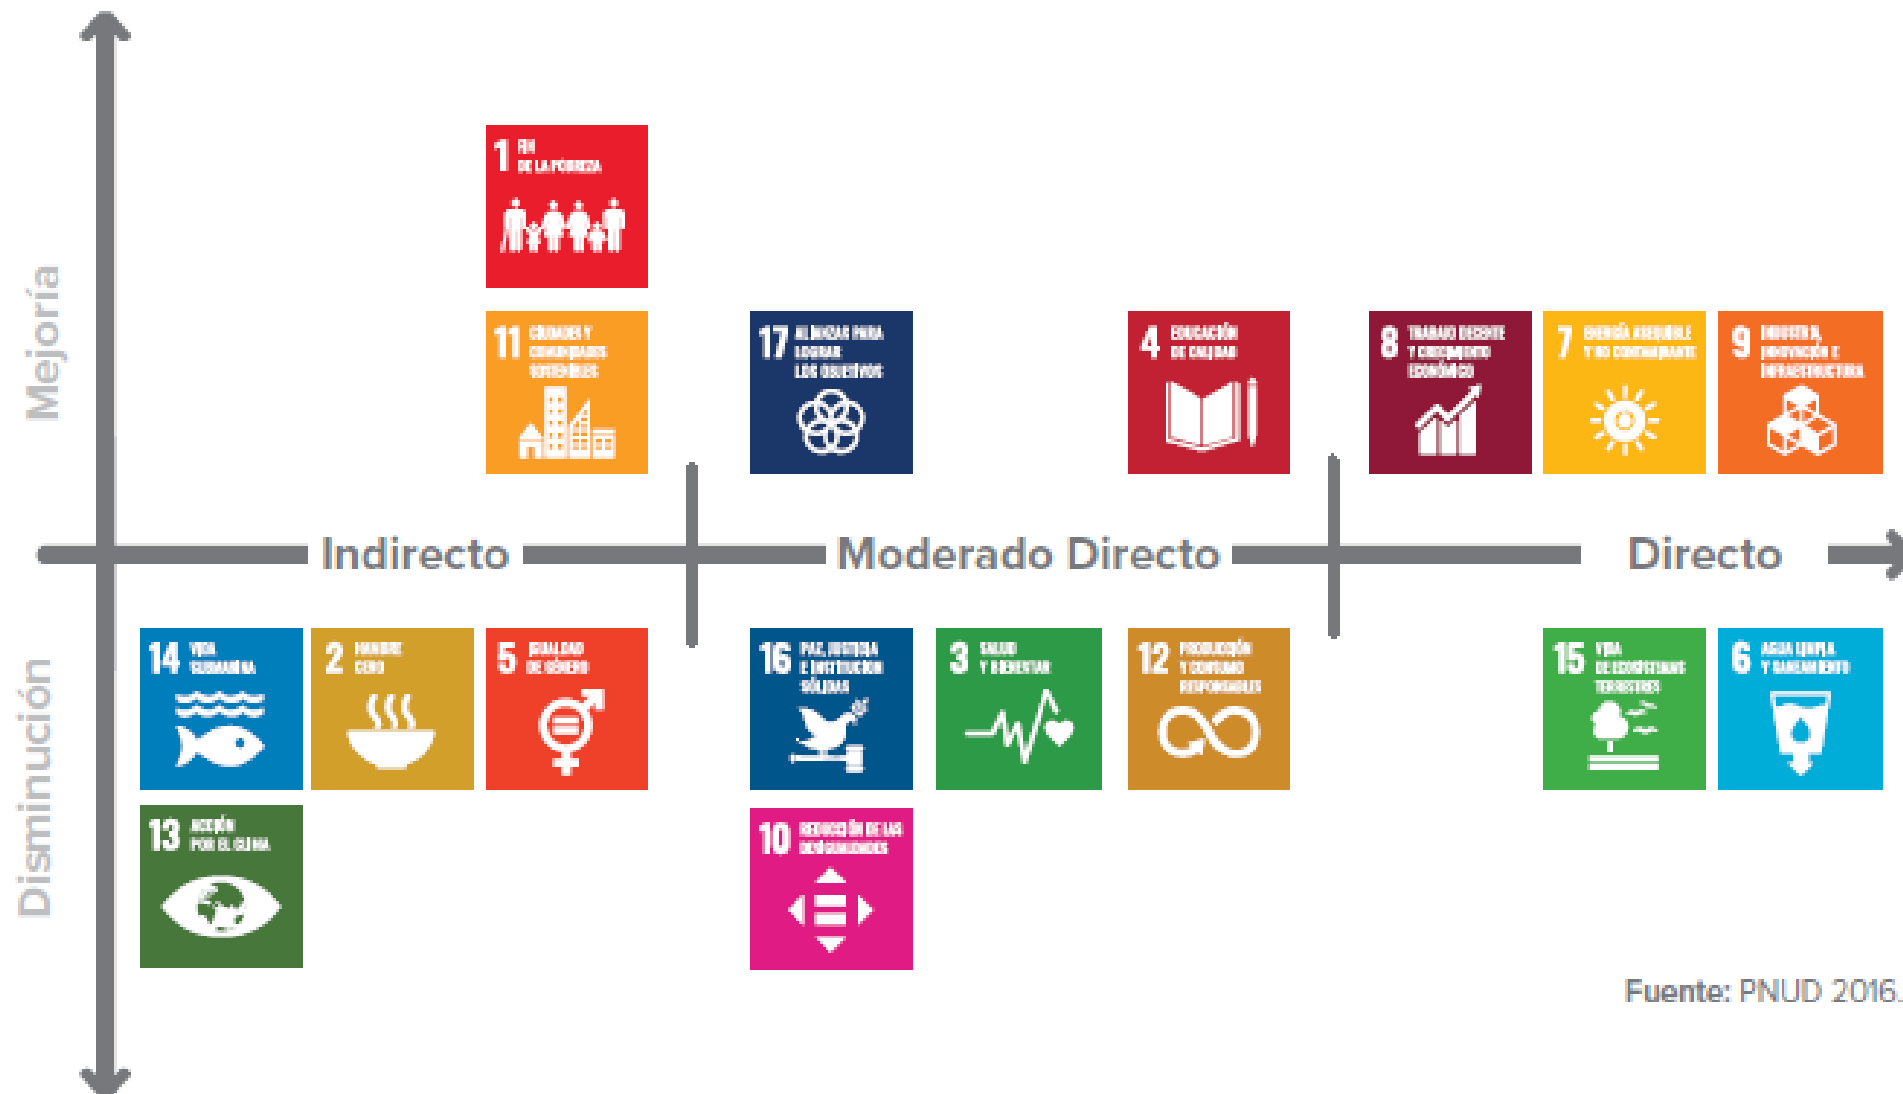 Mejoría
Disminución
1 FIN
DE LA POBREZA
11 CIUDADES Y
COMUNIDADES
SOSTENIBLES
17 ALIANZAS PARA
LOGRAR
LOS OBJETIVOS
4 EDUCACIÓN
DE CALIDAD
8 TRABAJO DECENTE
Y CRECIMIENTO
ECONÓMICO
7 ENERGÍA ASEQUIBLE
Y NO CONTAMINANTE
9 INDUSTRIA,
INNOVACIÓN E
INFRAESTRUCTURA
Indirecto
Moderado Directo
Directo
14 VIDA
SUBMARINA
2 HAMBRE
CERO
5 IGUALDAD
DE GÉNERO
16 PAZ, JUSTICIA
E INSTITUCION
SÓLIDAS
3 SALUD
Y BIENESTAR
12 PRODUCCIÓN
Y CONSUMO
RESPONSABLES
15 VIDA
DE ECOSISTEMAS
TERRESTRES
6 AGUA LIMPIA
Y SANEAMIENTO
13 ACCIÓN
POR EL CLIMA
10 REDUCCIÓN DE LAS
DESIGUALDADES
Fuente: PNUD 2016.